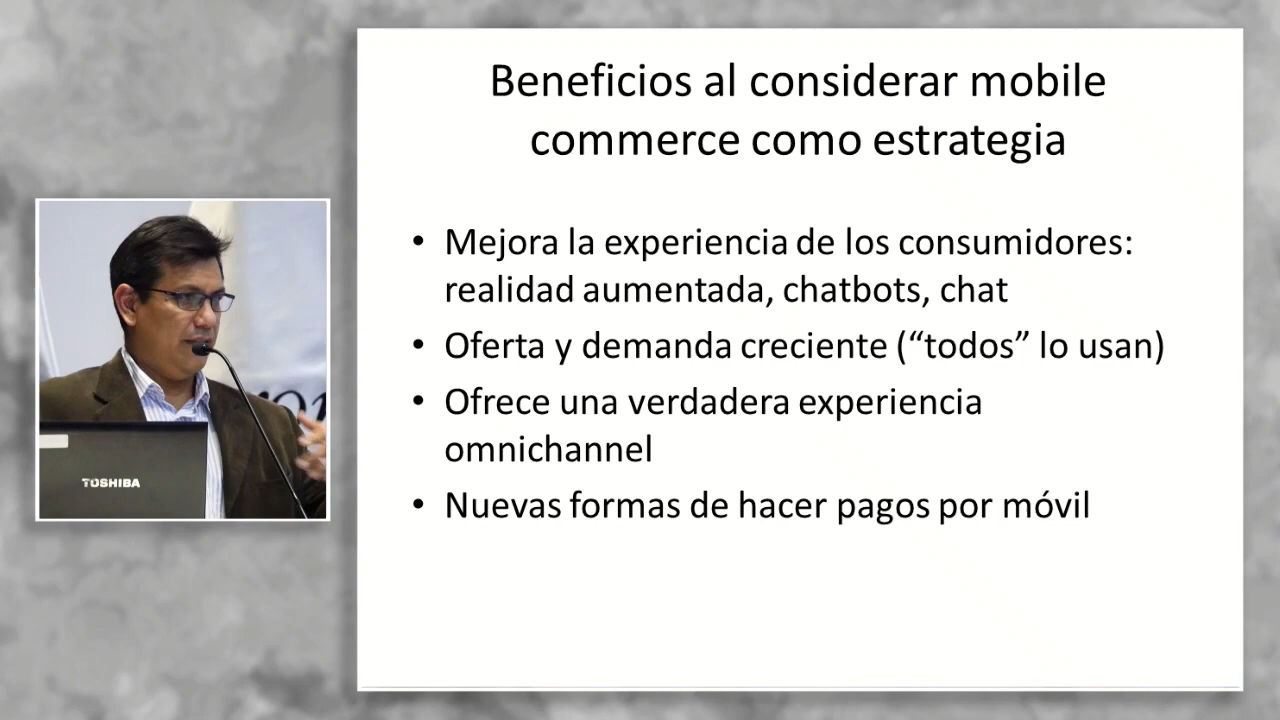 Beneficios al considerar mobile
commerce como estrategia
• Mejora la experiencia de los consumidores:
realidad aumentada, chatbots, chat
• Oferta y demanda creciente (“todos” lo usan)
• Ofrece una verdadera experiencia
omnichannel
• Nuevas formas de hacer pagos por móvil
TOSHIBA